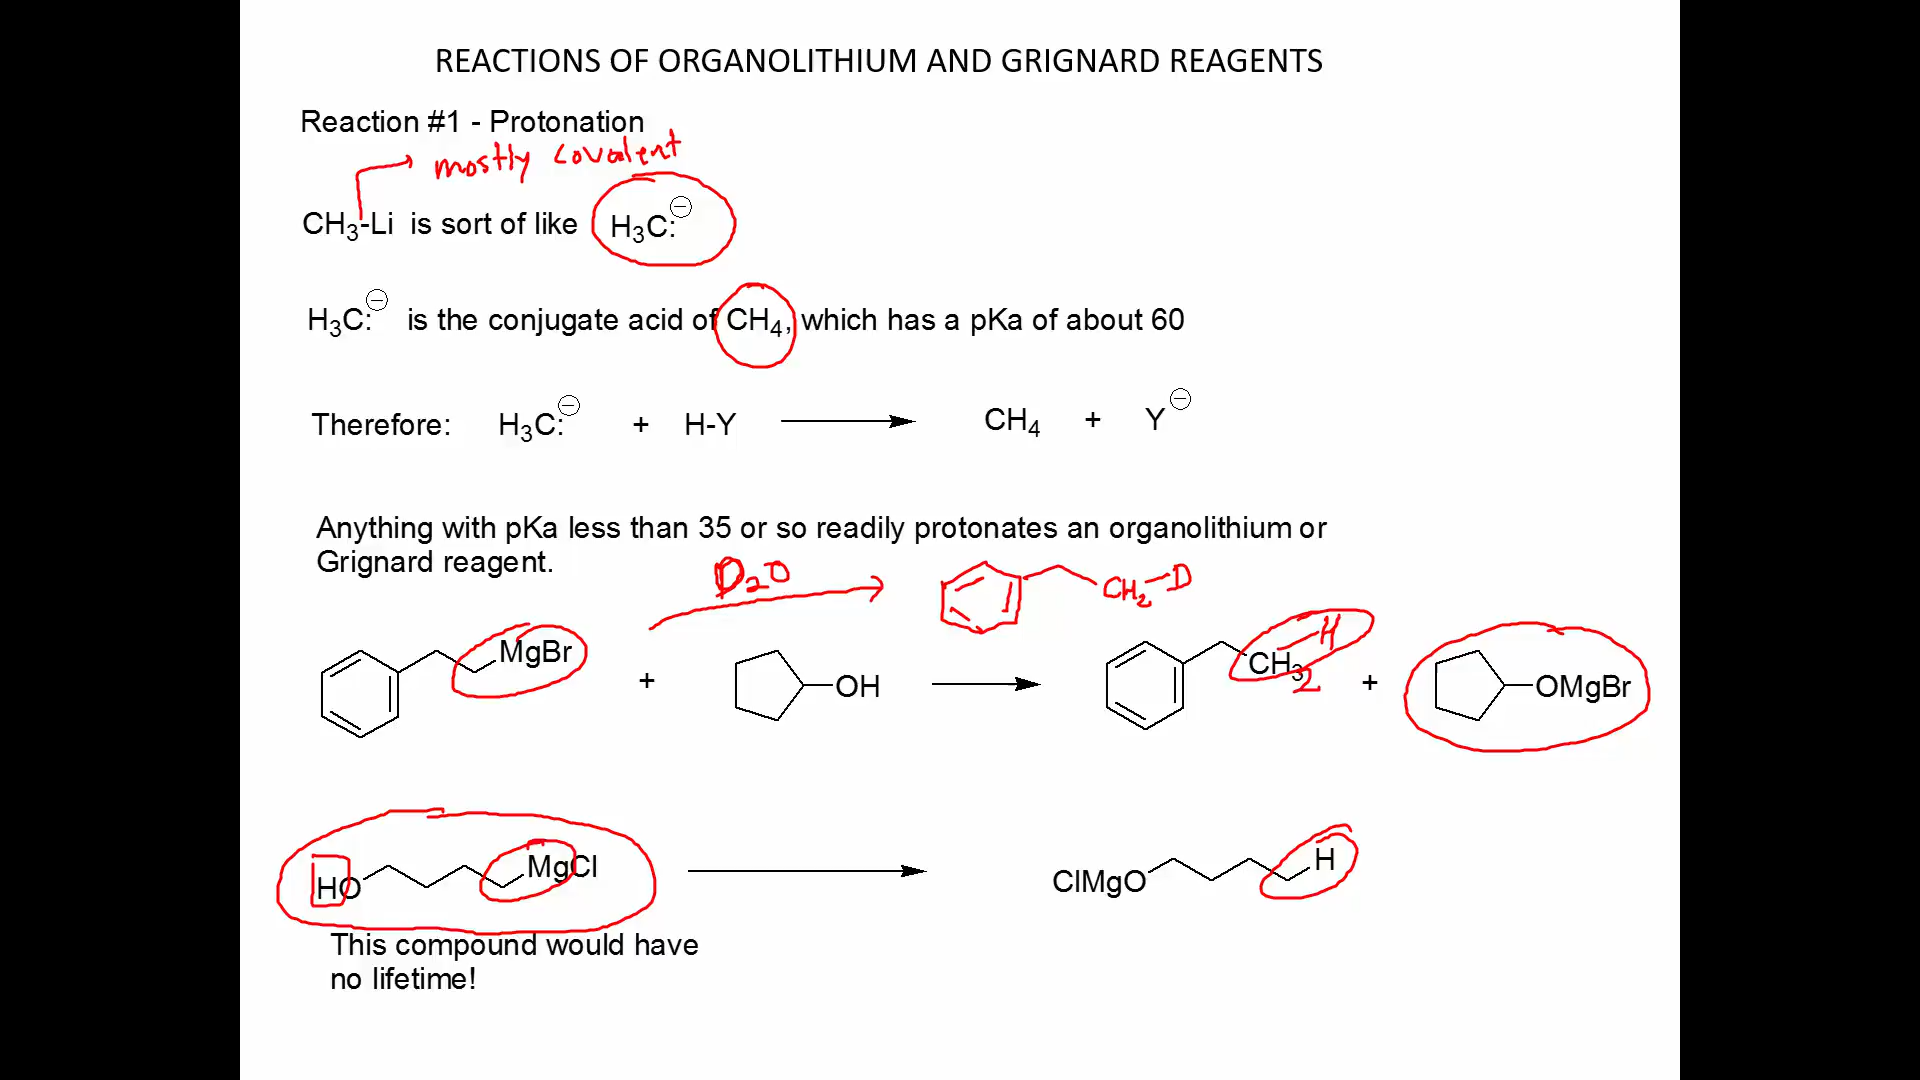 REACTIONS OF ORGANOLITHIUM AND GRIGNARD REAGENTS
Reaction #1 - Protonation
mostly covalent
CH₃-Li is sort of like H₃C:⊖
H₃C:⊖ is the conjugate acid of CH₄, which has a pKa of about 60
Therefore: H₃C:⊖ + H-Y CH₄ + Y⊖
Anything with pKa less than 35 or so readily protonates an organolithium or
Grignard reagent.
D₂O CH₂-D
MgBr + OH CH₃ 2 H + OMgBr
HO MgCl ClMgO H
This compound would have
no lifetime!